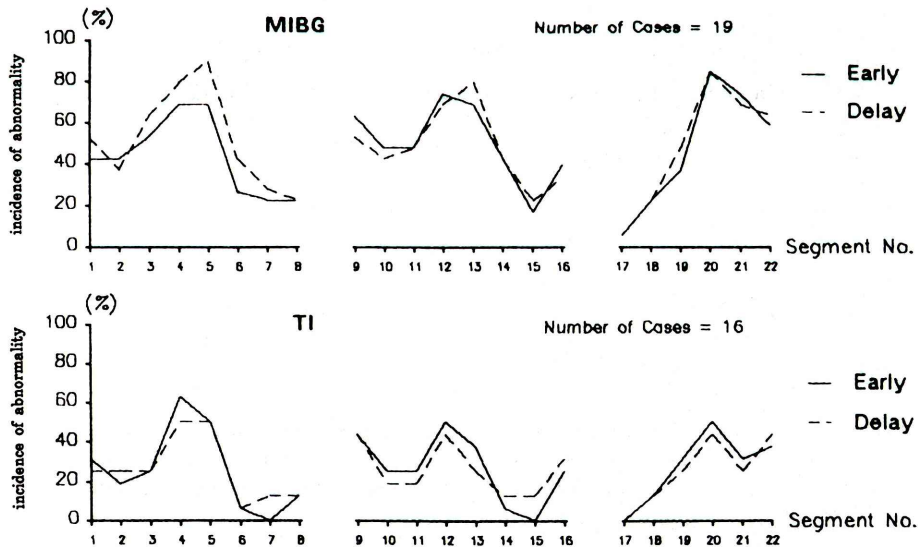 (%)
MIBG
Number of Cases = 19
incidence of abnormality
100
80
60
40
20
0
1 2 3 4 5 6 7 8
9 10 11 12 13 14 15 16
17 18 19 20 21 22
Segment No.
Early
Delay
(%)
Tl
Number of Cases = 16
incidence of abnormality
100
80
60
40
20
0
1 2 3 4 5 6 7 8
9 10 11 12 13 14 15 16
17 18 19 20 21 22
Segment No.
Early
Delay